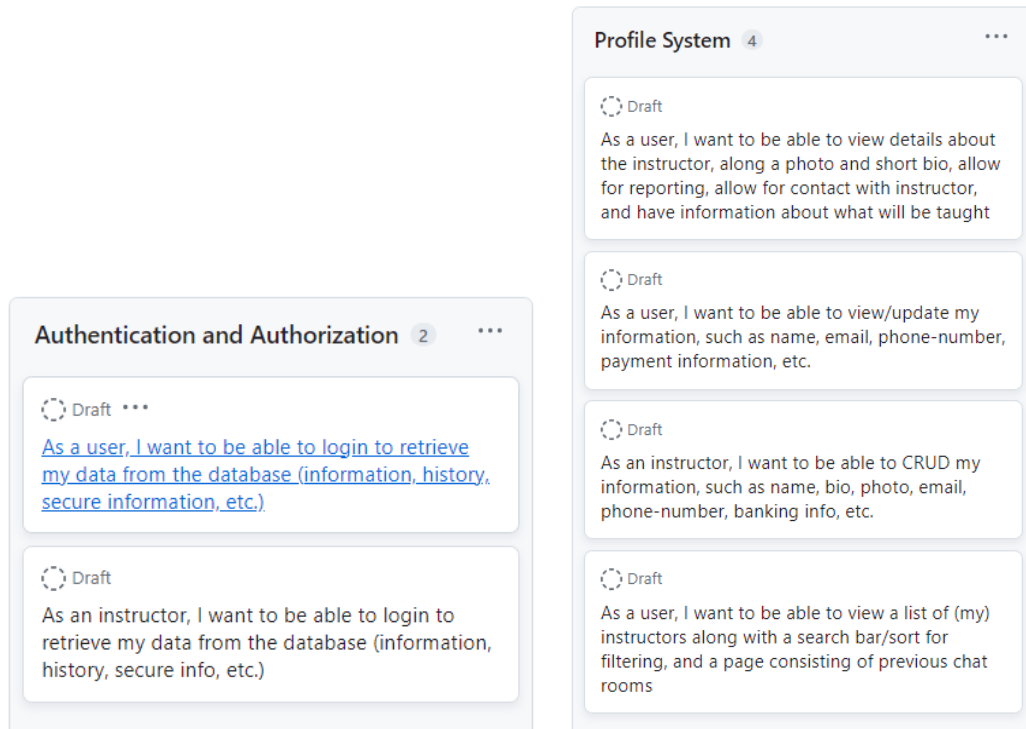 Authentication and Authorization 2
Draft
As a user, I want to be able to login to retrieve
my data from the database (information, history,
secure information, etc.)
Draft
As an instructor, I want to be able to login to
retrieve my data from the database (information,
history, secure info, etc.)
Profile System 4
Draft
As a user, I want to be able to view details about
the instructor, along a photo and short bio, allow
for reporting, allow for contact with instructor,
and have information about what will be taught
Draft
As a user, I want to be able to view/update my
information, such as name, email, phone-number,
payment information, etc.
Draft
As an instructor, I want to be able to CRUD my
information, such as name, bio, photo, email,
phone-number, banking info, etc.
Draft
As a user, I want to be able to view a list of (my)
instructors along with a search bar/sort for
filtering, and a page consisting of previous chat
rooms